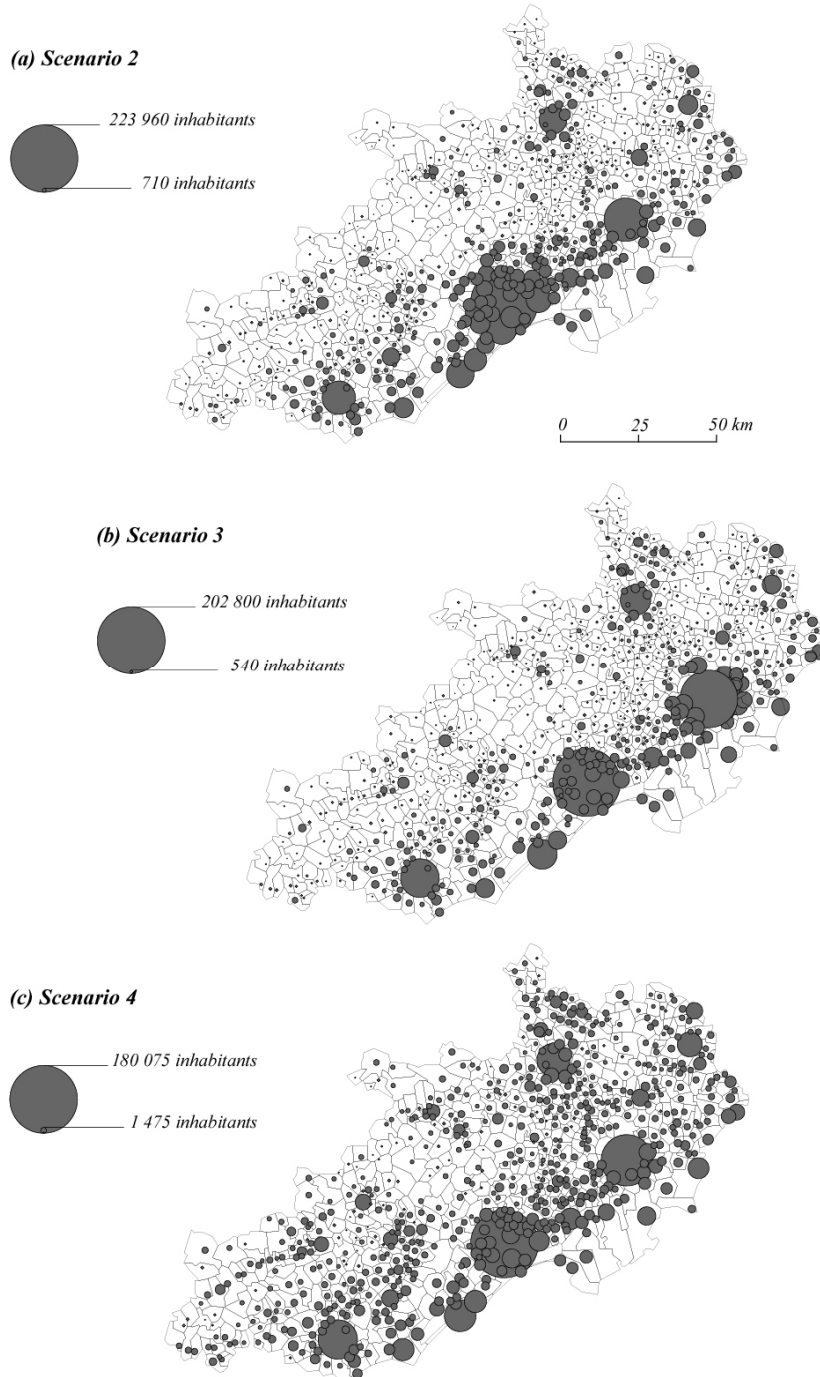 (a) Scenario 2
223 960 inhabitants
710 inhabitants
0 25 50 km
(b) Scenario 3
202 800 inhabitants
540 inhabitants
(c) Scenario 4
180 075 inhabitants
1 475 inhabitants